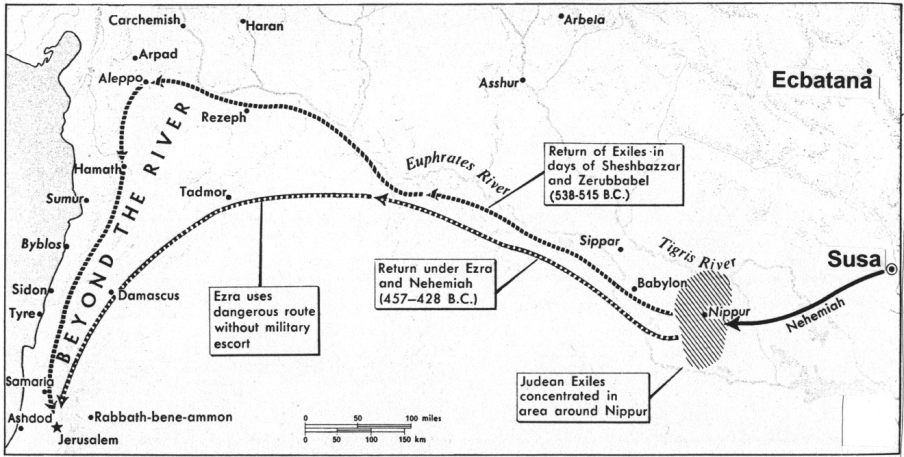 Carchemish
Haran
Arbela
Arpad
Aleppo
Asshur
Ecbatana
Rezeph
BEYOND THE RIVER
Euphrates River
Return of Exiles in
days of Sheshbazzar
and Zerubbabel
(538-515 B.C.)
Hamath
Tadmor
Sumur
Byblos
Sippar
Tigris River
Susa
Return under Ezra
and Nehemiah
(457–428 B.C.)
Babylon
Sidon
Damascus
Ezra uses
dangerous route
without military
escort
Tyre
Nippur
Nehemiah
Samaria
Judean Exiles
concentrated in
area around Nippur
Ashdod
Rabbath-bene-ammon
Jerusalem
0 50 100 miles
0 50 100 150 km